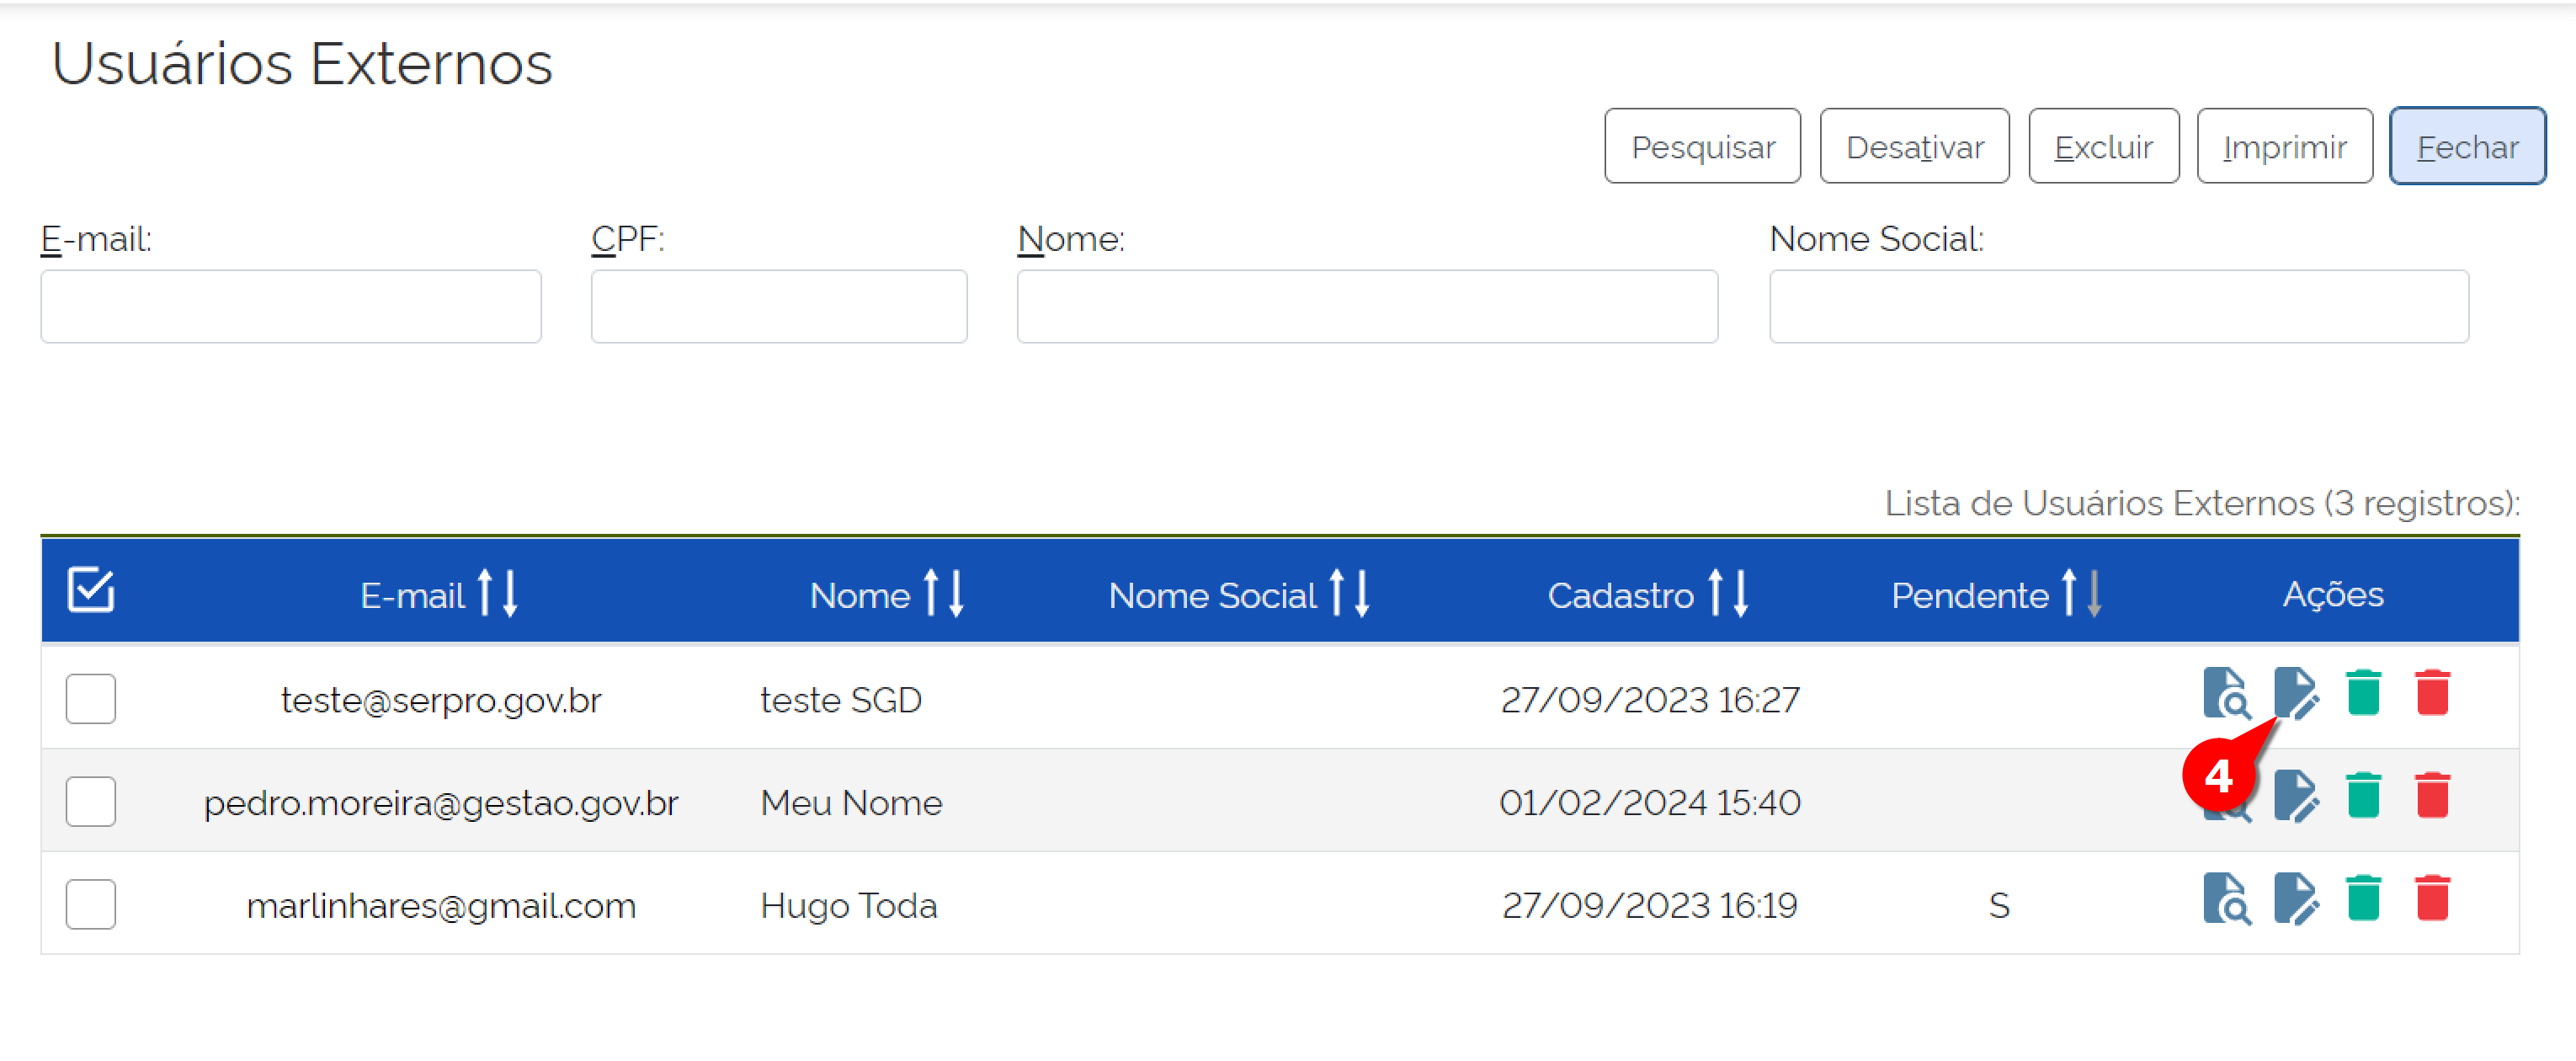 Usuários Externos
Pesquisar Desativar Excluir Imprimir Fechar
E-mail: CPF: Nome: Nome Social:
Lista de Usuários Externos (3 registros):
E-mail Nome Nome Social Cadastro Pendente Ações
teste@serpro.gov.br teste SGD 27/09/2023 16:27
4
pedro.moreira@gestao.gov.br Meu Nome 01/02/2024 15:40
marlinhares@gmail.com Hugo Toda 27/09/2023 16:19 S